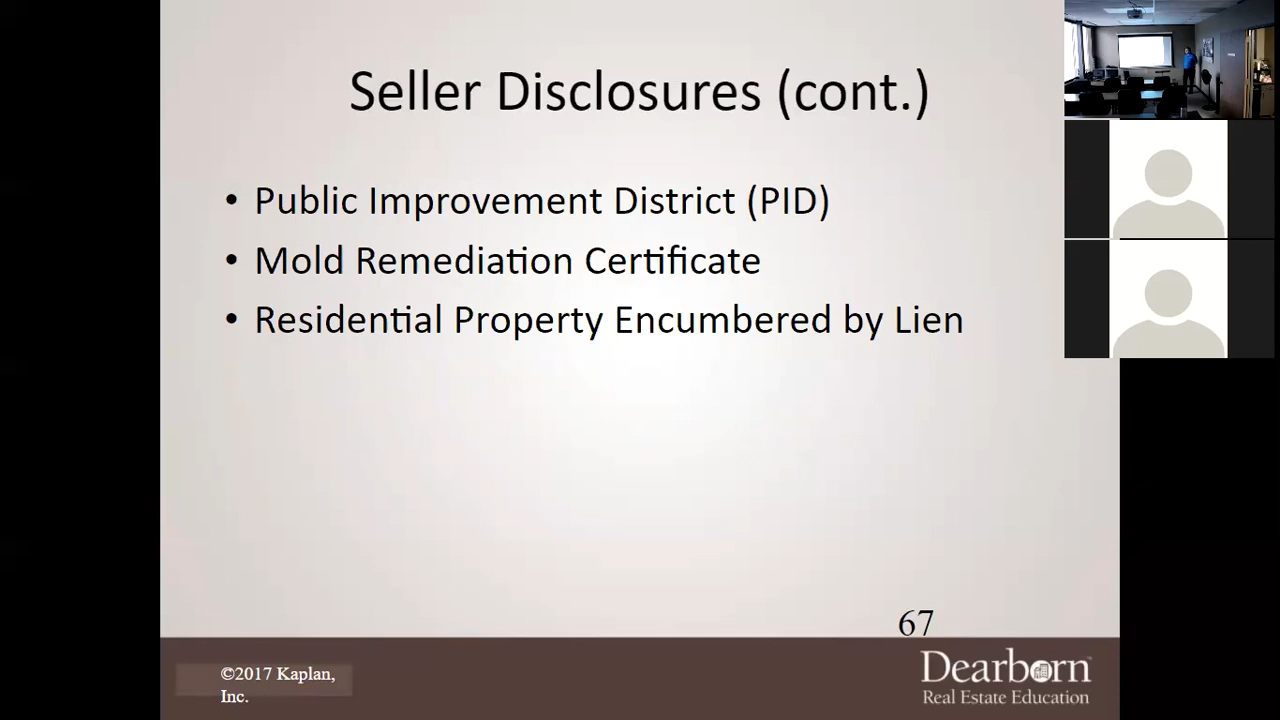 Seller Disclosures (cont.)
• Public Improvement District (PID)
• Mold Remediation Certificate
• Residential Property Encumbered by Lien
67
©2017 Kaplan,
Inc.
Dearborn™
Real Estate Education